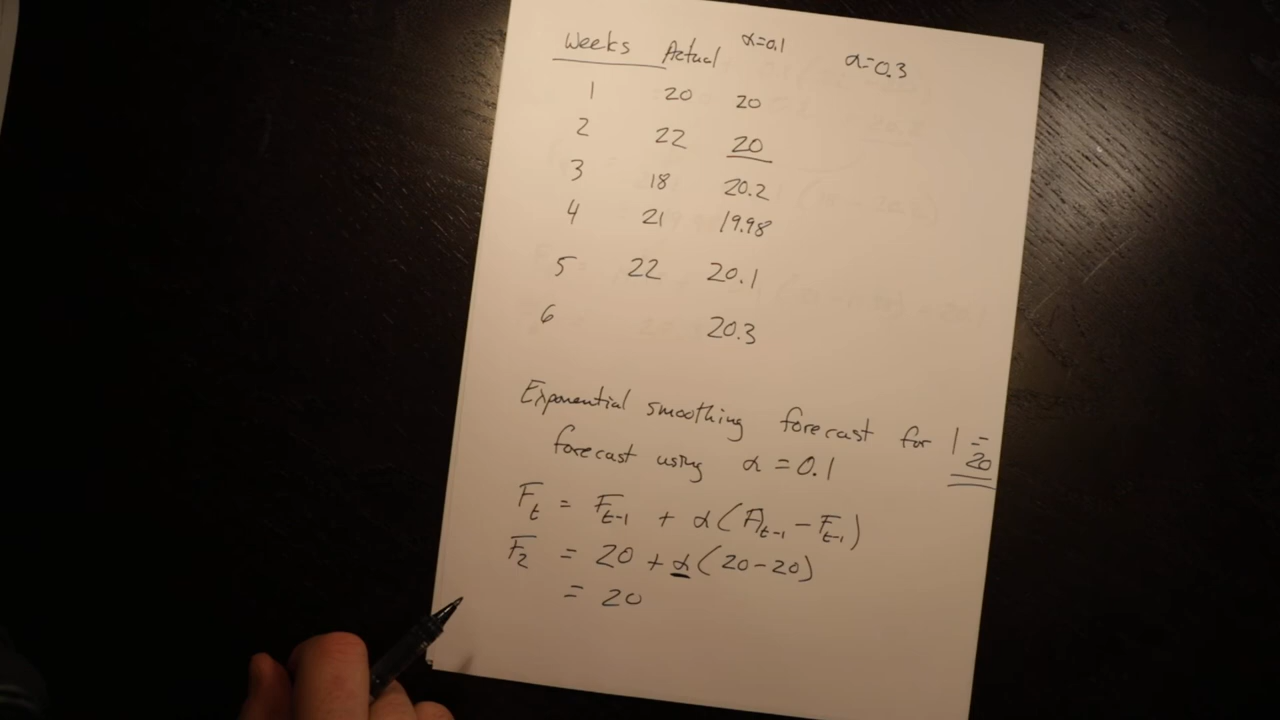 Weeks Actual α=0.1 α=0.3
1 20 20
2 22 20
3 18 20.2
4 21 19.98
5 22 20.1
6 20.3
Exponential smoothing forecast for 1 = 20
forecast using α = 0.1
Fₜ = Fₜ₋₁ + α(Aₜ₋₁ - Fₜ₋₁)
F₂ = 20 + α(20-20)
= 20